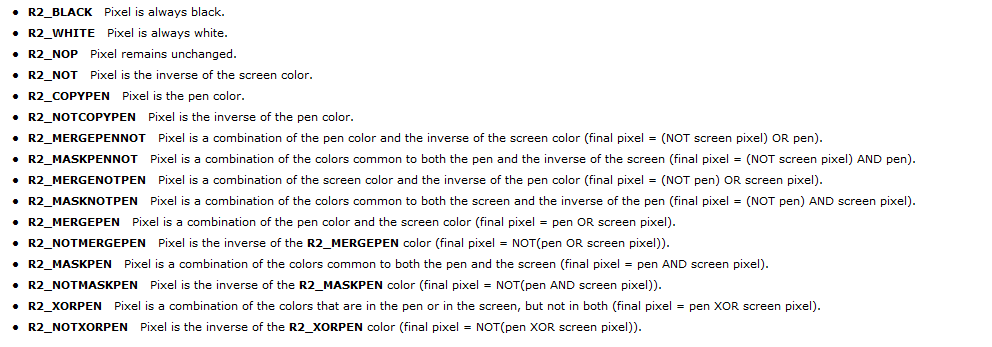 • R2_BLACK Pixel is always black.
• R2_WHITE Pixel is always white.
• R2_NOP Pixel remains unchanged.
• R2_NOT Pixel is the inverse of the screen color.
• R2_COPYPEN Pixel is the pen color.
• R2_NOTCOPYPEN Pixel is the inverse of the pen color.
• R2_MERGEPENNOT Pixel is a combination of the pen color and the inverse of the screen color (final pixel = (NOT screen pixel) OR pen).
• R2_MASKPENNOT Pixel is a combination of the colors common to both the pen and the inverse of the screen (final pixel = (NOT screen pixel) AND pen).
• R2_MERGENOTPEN Pixel is a combination of the screen color and the inverse of the pen color (final pixel = (NOT pen) OR screen pixel).
• R2_MASKNOTPEN Pixel is a combination of the colors common to both the screen and the inverse of the pen (final pixel = (NOT pen) AND screen pixel).
• R2_MERGEPEN Pixel is a combination of the pen color and the screen color (final pixel = pen OR screen pixel).
• R2_NOTMERGEPEN Pixel is the inverse of the R2_MERGEPEN color (final pixel = NOT(pen OR screen pixel)).
• R2_MASKPEN Pixel is a combination of the colors common to both the pen and the screen (final pixel = pen AND screen pixel).
• R2_NOTMASKPEN Pixel is the inverse of the R2_MASKPEN color (final pixel = NOT(pen AND screen pixel)).
• R2_XORPEN Pixel is a combination of the colors that are in the pen or in the screen, but not in both (final pixel = pen XOR screen pixel).
• R2_NOTXORPEN Pixel is the inverse of the R2_XORPEN color (final pixel = NOT(pen XOR screen pixel)).